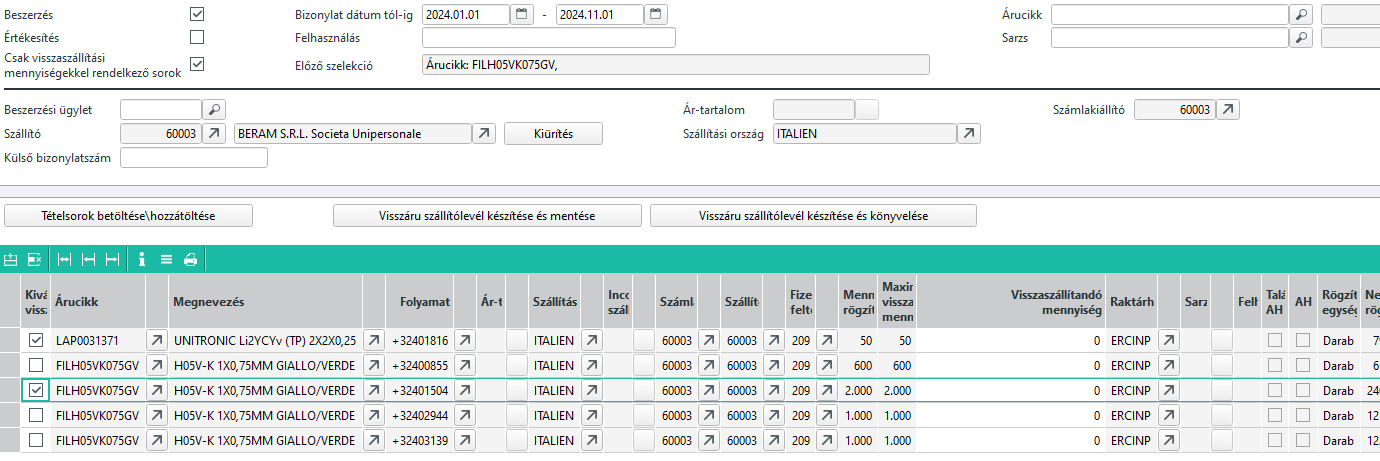 Beszerzés Bizonylat dátum tól-ig 2024.01.01 - 2024.11.01 Árucikk
Értékesítés Felhasználás Sarzs
Csak visszaszállítási
mennyiségekkel rendelkező sorok Előző szelekció Árucikk: FILH05VK075GV,
Beszerzési ügylet Ár-tartalom Számlakiállító 60003
Szállító 60003 BERAM S.R.L. Societa Unipersonale Kiürítés Szállítási ország ITALIEN
Külső bizonylatszám
Tételsorok betöltése\hozzátöltése Visszáru szállítólevél készítése és mentése Visszáru szállítólevél készítése és könyvelése
Kivá Árucikk Megnevezés Folyamat Ár-t Szállítás Inco Számla Szállító Fize Menn Maxim Visszaszállítandó Raktárh Sarz Felh Talá AH Rögzít Ne
vissz száll felté rögzít vissza mennyiség AH egység rög
menn
LAP0031371 UNITRONIC Li2YCYv (TP) 2X2X0,25 +32401816 ITALIEN 60003 60003 209 50 50 0 ERCINP Darab 79
FILH05VK075GV H05V-K 1X0,75MM GIALLO/VERDE +32400855 ITALIEN 60003 60003 209 600 600 0 ERCINP Darab 6
FILH05VK075GV H05V-K 1X0,75MM GIALLO/VERDE +32401504 ITALIEN 60003 60003 209 2.000 2.000 0 ERCINP Darab 240
FILH05VK075GV H05V-K 1X0,75MM GIALLO/VERDE +32402944 ITALIEN 60003 60003 209 1.000 1.000 0 ERCINP Darab 12
FILH05VK075GV H05V-K 1X0,75MM GIALLO/VERDE +32403139 ITALIEN 60003 60003 209 1.000 1.000 0 ERCINP Darab 12